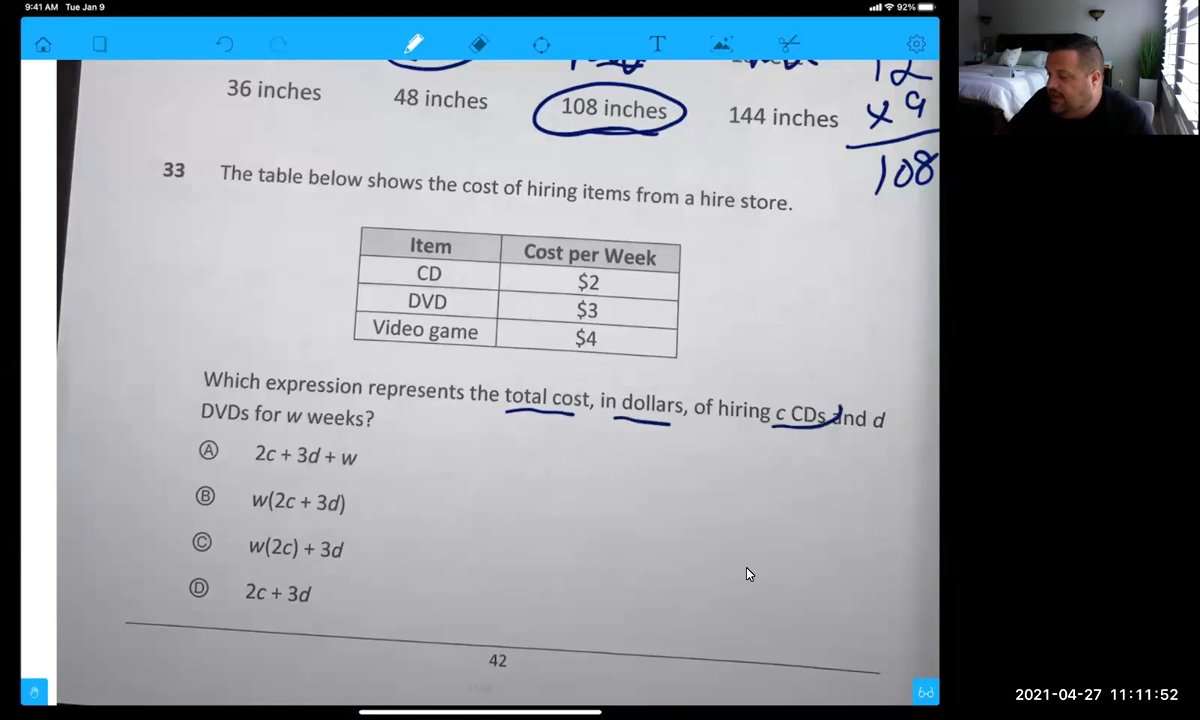 9:41 AM Tue Jan 9
92%
T
12
36 inches 48 inches 108 inches 144 inches x 9
108
33 The table below shows the cost of hiring items from a hire store.
Item Cost per Week
CD $2
DVD $3
Video game $4
Which expression represents the total cost, in dollars, of hiring c CDs and d
DVDs for w weeks?
A 2c + 3d + w
B w(2c + 3d)
C w(2c) + 3d
D 2c + 3d
42
2021-04-27 11:11:52